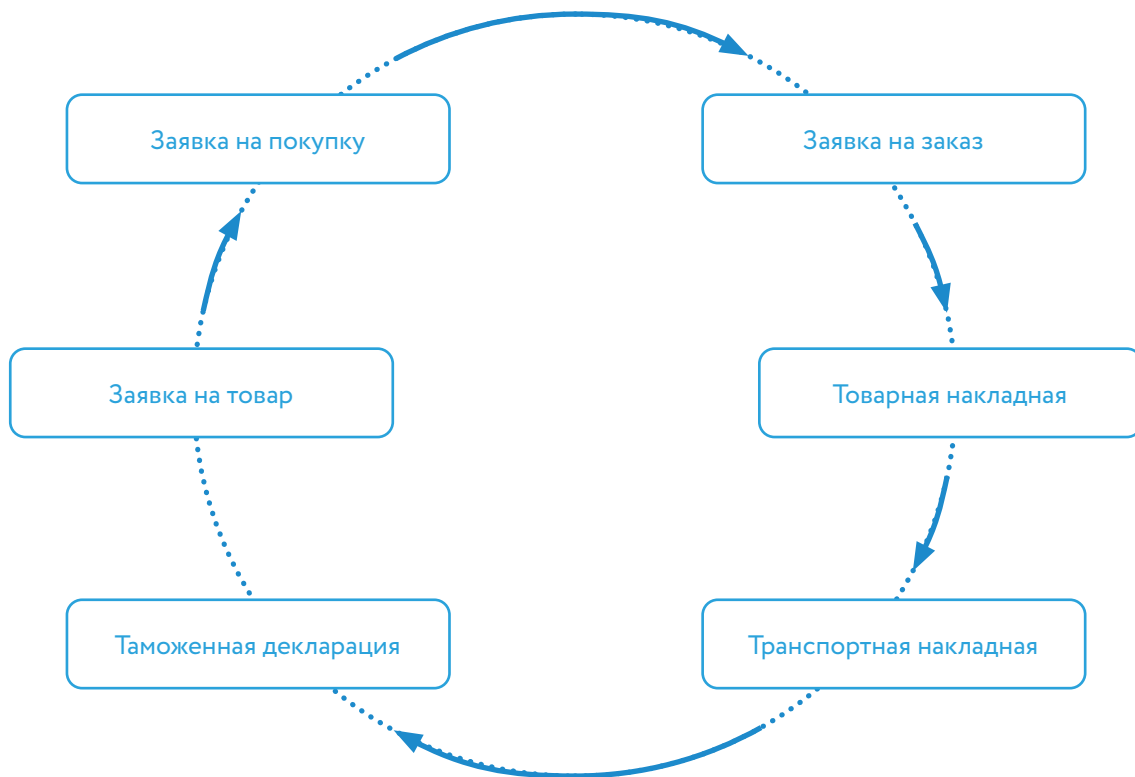 Заявка на покупку
Заявка на заказ
Заявка на товар
Товарная накладная
Таможенная декларация
Транспортная накладная